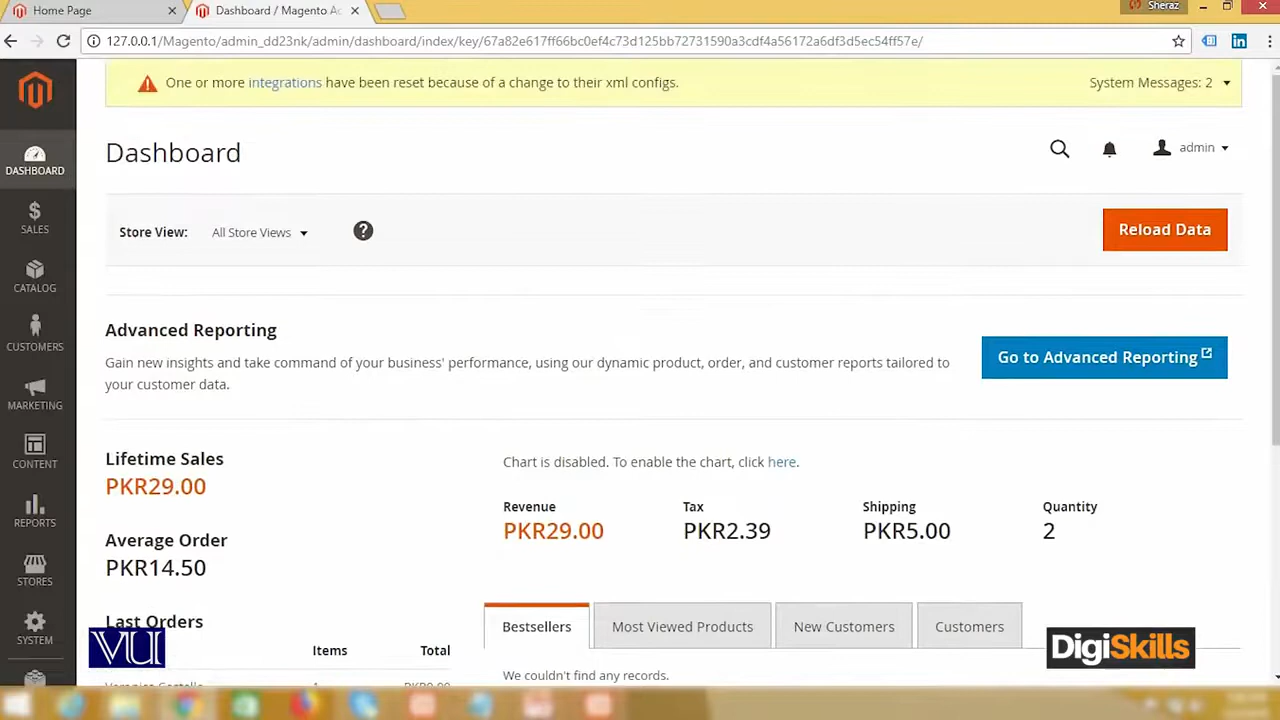 Home Page
Dashboard / Magento Ad
Sheraz
127.0.0.1/Magento/admin_dd23nk/admin/dashboard/index/key/67a82e617ff66bc0ef4c73d125bb72731590a3cdf4a56172a6df3d5ec54ff57e/
One or more integrations have been reset because of a change to their xml configs.
System Messages: 2
Dashboard
admin
DASHBOARD
SALES
CATALOG
CUSTOMERS
MARKETING
CONTENT
REPORTS
STORES
SYSTEM
Store View: All Store Views ?
Reload Data
Advanced Reporting
Gain new insights and take command of your business' performance, using our dynamic product, order, and customer reports tailored to
your customer data.
Go to Advanced Reporting
Lifetime Sales
PKR29.00
Average Order
PKR14.50
Last Orders
Items Total
Chart is disabled. To enable the chart, click here.
Revenue Tax Shipping Quantity
PKR29.00 PKR2.39 PKR5.00 2
Bestsellers Most Viewed Products New Customers Customers
We couldn't find any records.
VU
DigiSkills